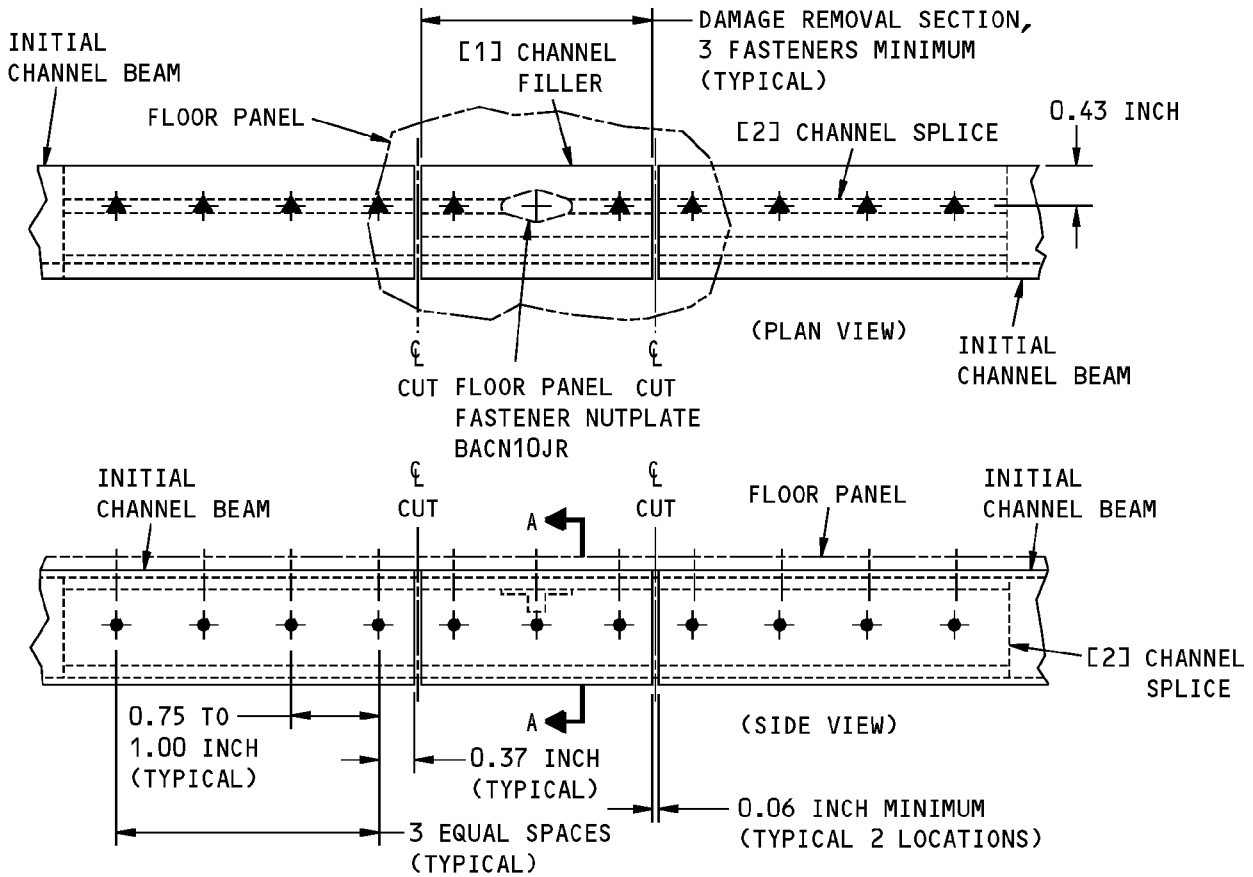 INITIAL
CHANNEL BEAM
FLOOR PANEL
[1] CHANNEL
FILLER
DAMAGE REMOVAL SECTION,
3 FASTENERS MINIMUM
(TYPICAL)
[2] CHANNEL SPLICE
0.43 INCH
(PLAN VIEW)
INITIAL
CHANNEL BEAM
℄
CUT
FLOOR PANEL
FASTENER NUTPLATE
BACN10JR
℄
CUT
INITIAL
CHANNEL BEAM
℄
CUT
A
℄
CUT
FLOOR PANEL
INITIAL
CHANNEL BEAM
[2] CHANNEL
SPLICE
A
(SIDE VIEW)
0.75 TO
1.00 INCH
(TYPICAL)
0.37 INCH
(TYPICAL)
3 EQUAL SPACES
(TYPICAL)
0.06 INCH MINIMUM
(TYPICAL 2 LOCATIONS)